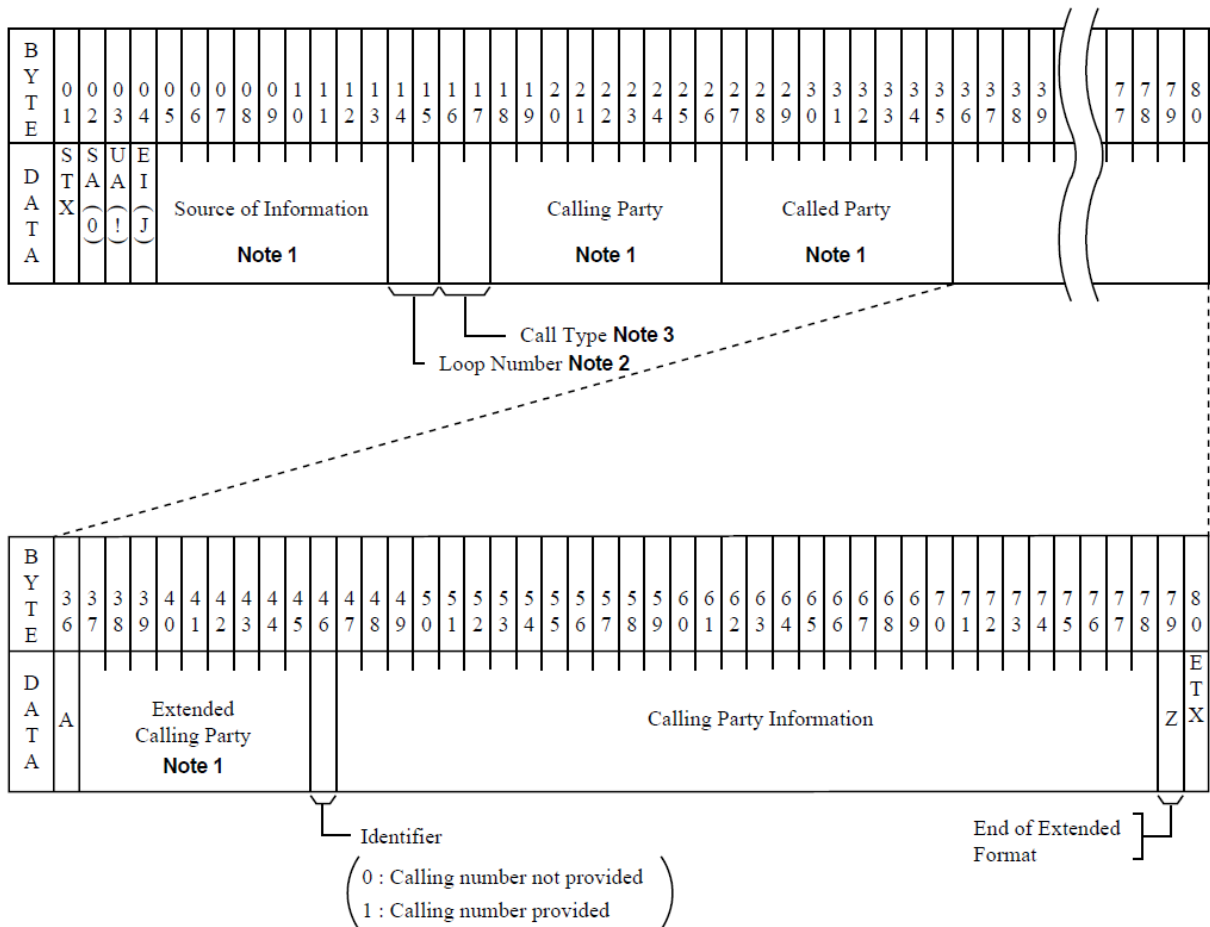 BYTE 01 02 03 04 05 06 07 08 09 10 11 12 13 14 15 16 17 18 19 20 21 22 23 24 25 26 27 28 29 30 31 32 33 34 35 36 37 38 39 77 78 79 80
DATA STX SA(0) UA(!) EI(J)
Source of Information
Note 1
Calling Party
Note 1
Called Party
Note 1
Call Type Note 3
Loop Number Note 2
BYTE 36 37 38 39 40 41 42 43 44 45 46 47 48 49 50 51 52 53 54 55 56 57 58 59 60 61 62 63 64 65 66 67 68 69 70 71 72 73 74 75 76 77 78 79 80
DATA A
Extended
Calling Party
Note 1
Calling Party Information
Z ETX
Identifier
0 : Calling number not provided
1 : Calling number provided
End of Extended
Format